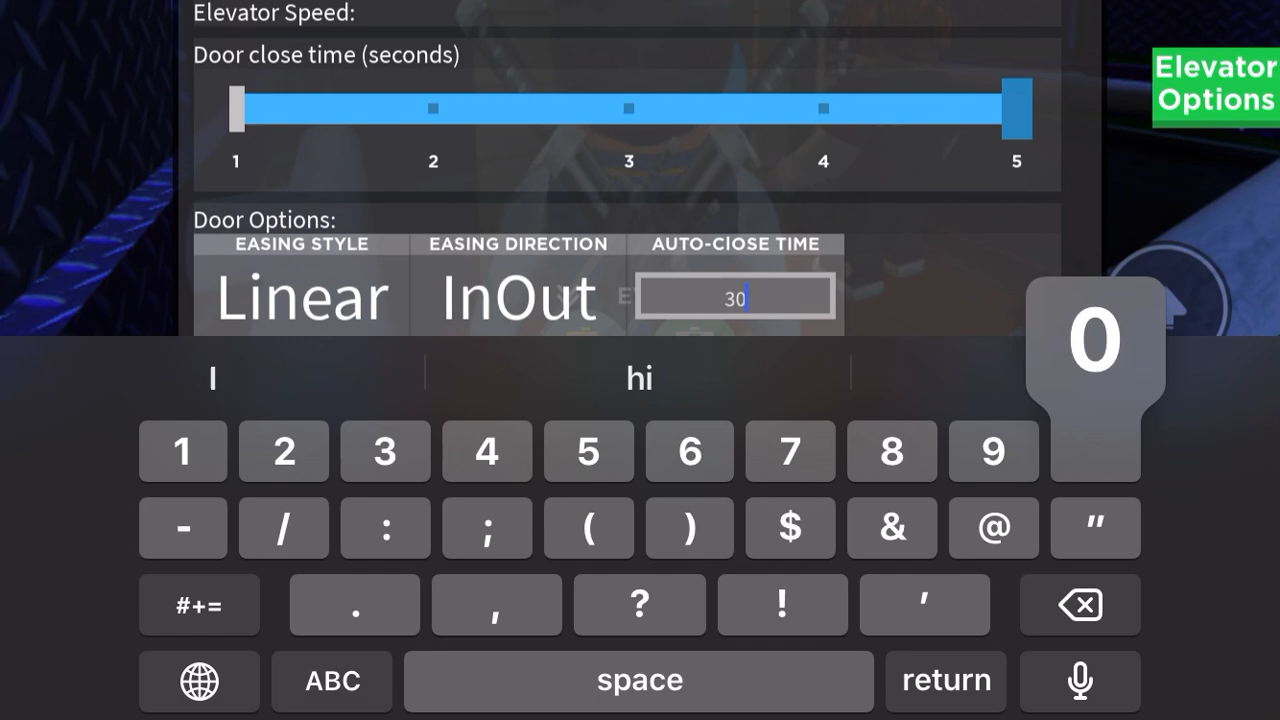 Elevator Speed:
Door close time (seconds)
Elevator
Options
1 2 3 4 5
Door Options:
EASING STYLE EASING DIRECTION AUTO-CLOSE TIME
Linear InOut 30
I hi
0
1 2 3 4 5 6 7 8 9
- / : ; ( ) $ & @ "
#+= . , ? ! '
ABC space return